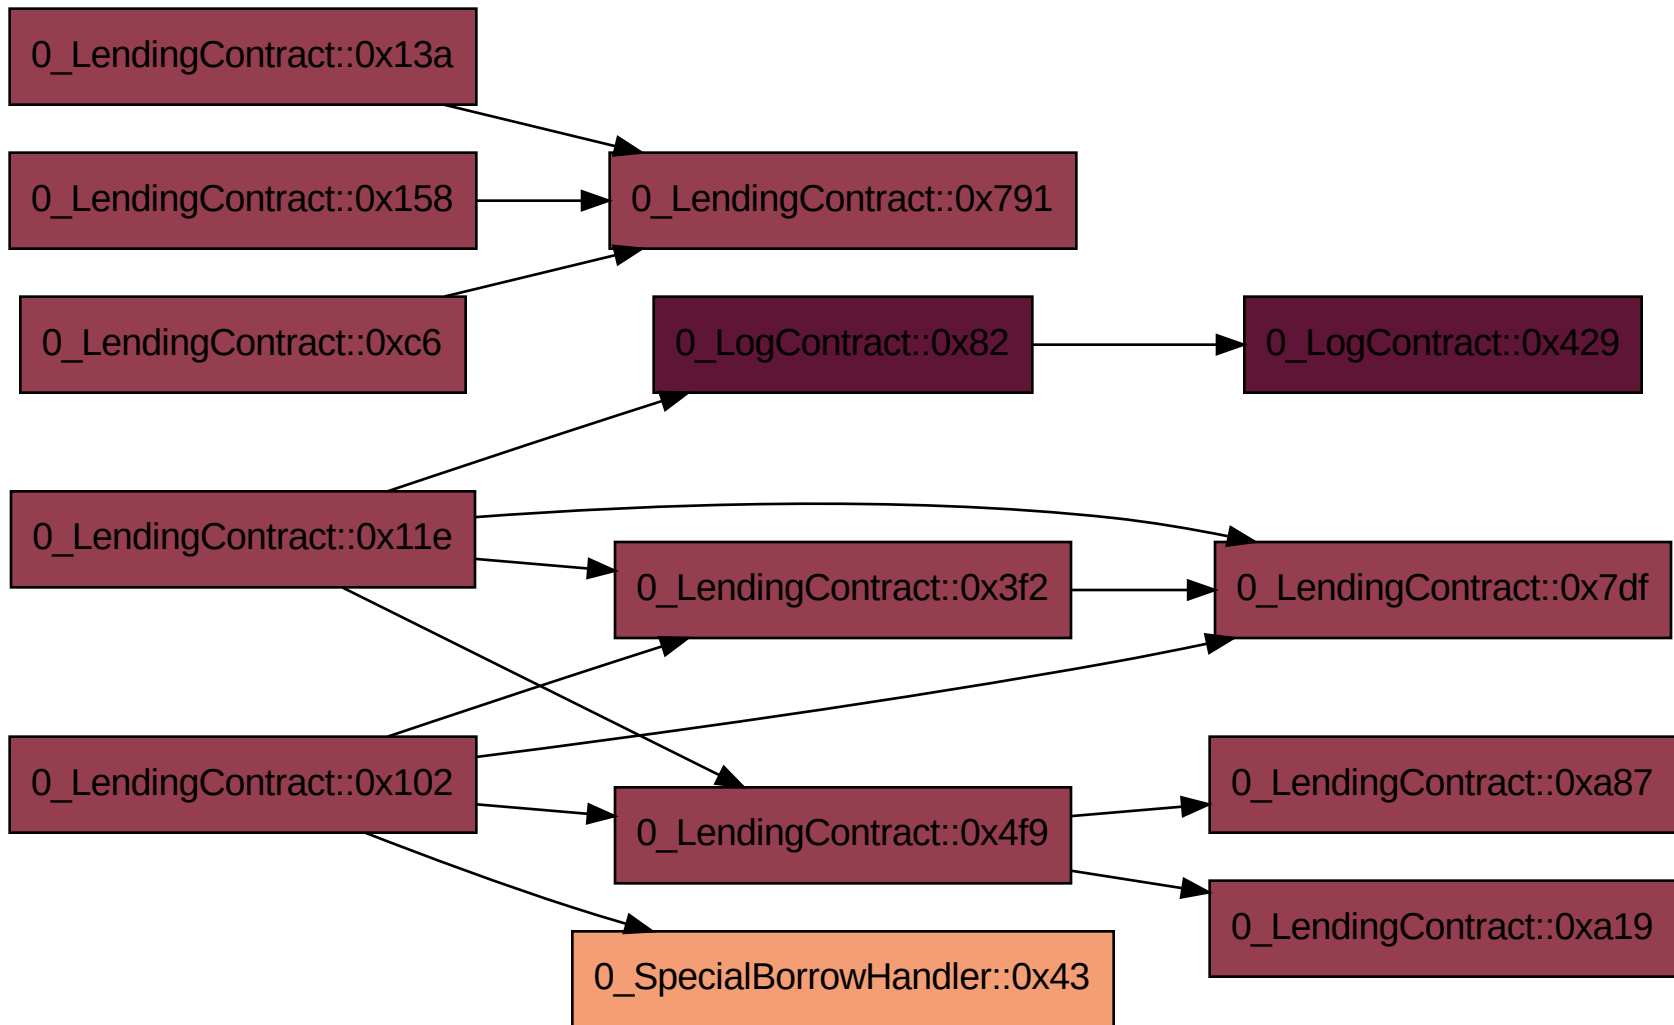 0_LendingContract::0x13a
0_LendingContract::0x158
0_LendingContract::0x791
0_LendingContract::0xc6
0_LogContract::0x82
0_LogContract::0x429
0_LendingContract::0x11e
0_LendingContract::0x3f2
0_LendingContract::0x7df
0_LendingContract::0x102
0_LendingContract::0x4f9
0_LendingContract::0xa87
0_LendingContract::0xa19
0_SpecialBorrowHandler::0x43